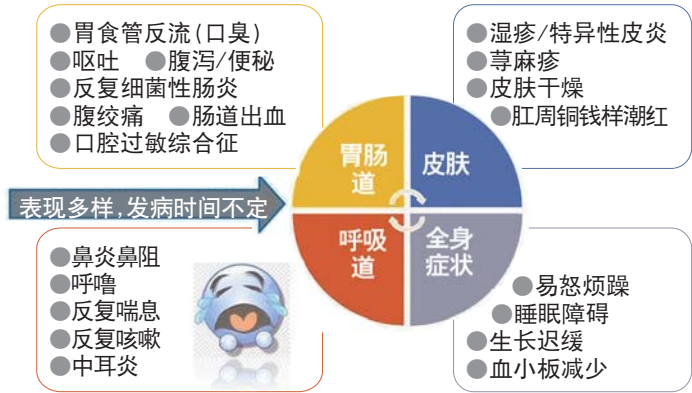 ●胃食管反流(口臭)
●呕吐 ●腹泻/便秘
●反复细菌性肠炎
●腹绞痛 ●肠道出血
●口腔过敏综合征
●湿疹/特异性皮炎
●荨麻疹
●皮肤干燥
●肛周铜钱样潮红
胃肠
道
皮肤
表现多样,发病时间不定
呼吸
道
全身
症状
●鼻炎鼻阻
●呼噜
●反复喘息
●反复咳嗽
●中耳炎
●易怒烦躁
●睡眠障碍
●生长迟缓
●血小板减少